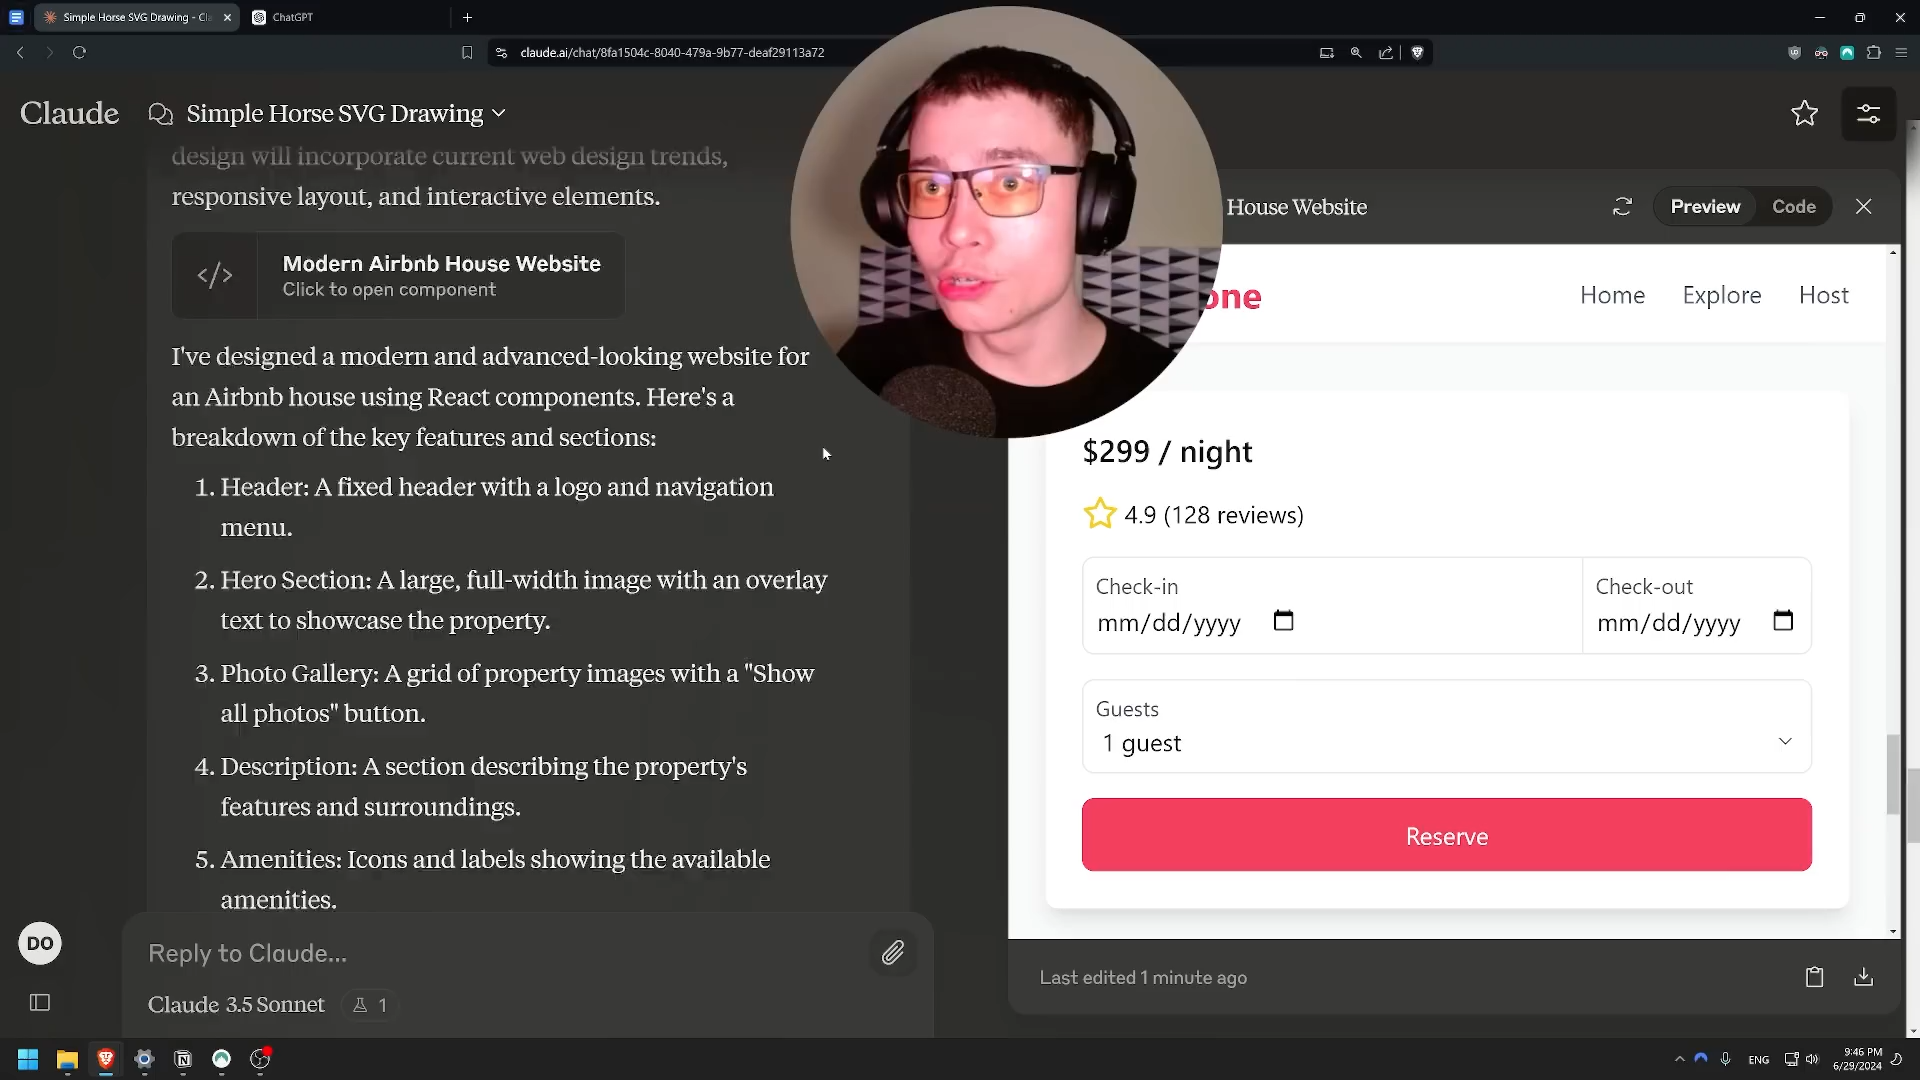 Simple Horse SVG Drawing - Cl
ChatGPT
claude.ai/chat/8fa1504c-8040-479a-9b77-deaf29113a72
Claude
Simple Horse SVG Drawing
design will incorporate current web design trends,
responsive layout, and interactive elements.
</>
Modern Airbnb House Website
Click to open component
I've designed a modern and advanced-looking website for
an Airbnb house using React components. Here's a
breakdown of the key features and sections:
1. Header: A fixed header with a logo and navigation
menu.
2. Hero Section: A large, full-width image with an overlay
text to showcase the property.
3. Photo Gallery: A grid of property images with a "Show
all photos" button.
4. Description: A section describing the property's
features and surroundings.
5. Amenities: Icons and labels showing the available
amenities.
DO
Reply to Claude...
Claude 3.5 Sonnet
1
House Website
Preview
Code
one
Home
Explore
Host
$299 / night
4.9 (128 reviews)
Check-in
mm/dd/yyyy
Check-out
mm/dd/yyyy
Guests
1 guest
Reserve
Last edited 1 minute ago
ENG
9:46 PM
6/29/2024